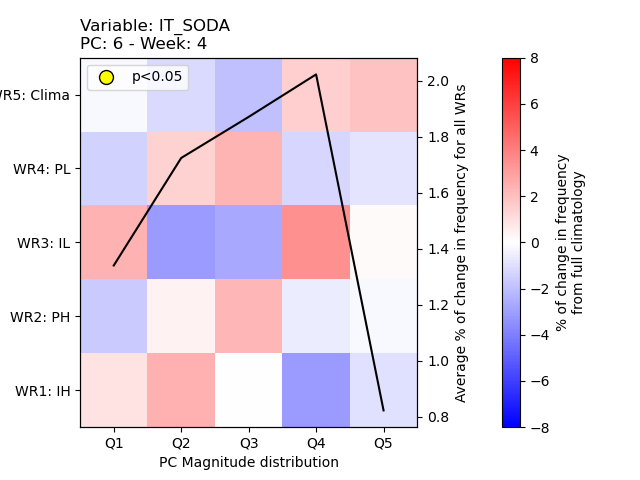 Variable: IT_SODA
PC: 6 - Week: 4
p<0.05
WR5: Clima
WR4: PL
WR3: IL
WR2: PH
WR1: IH
Q1 Q2 Q3 Q4 Q5
PC Magnitude distribution
2.0
1.8
1.6
1.4
1.2
1.0
0.8
Average % of change in frequency for all WRs
8
6
4
2
0
−2
−4
−6
−8
% of change in frequency
from full climatology